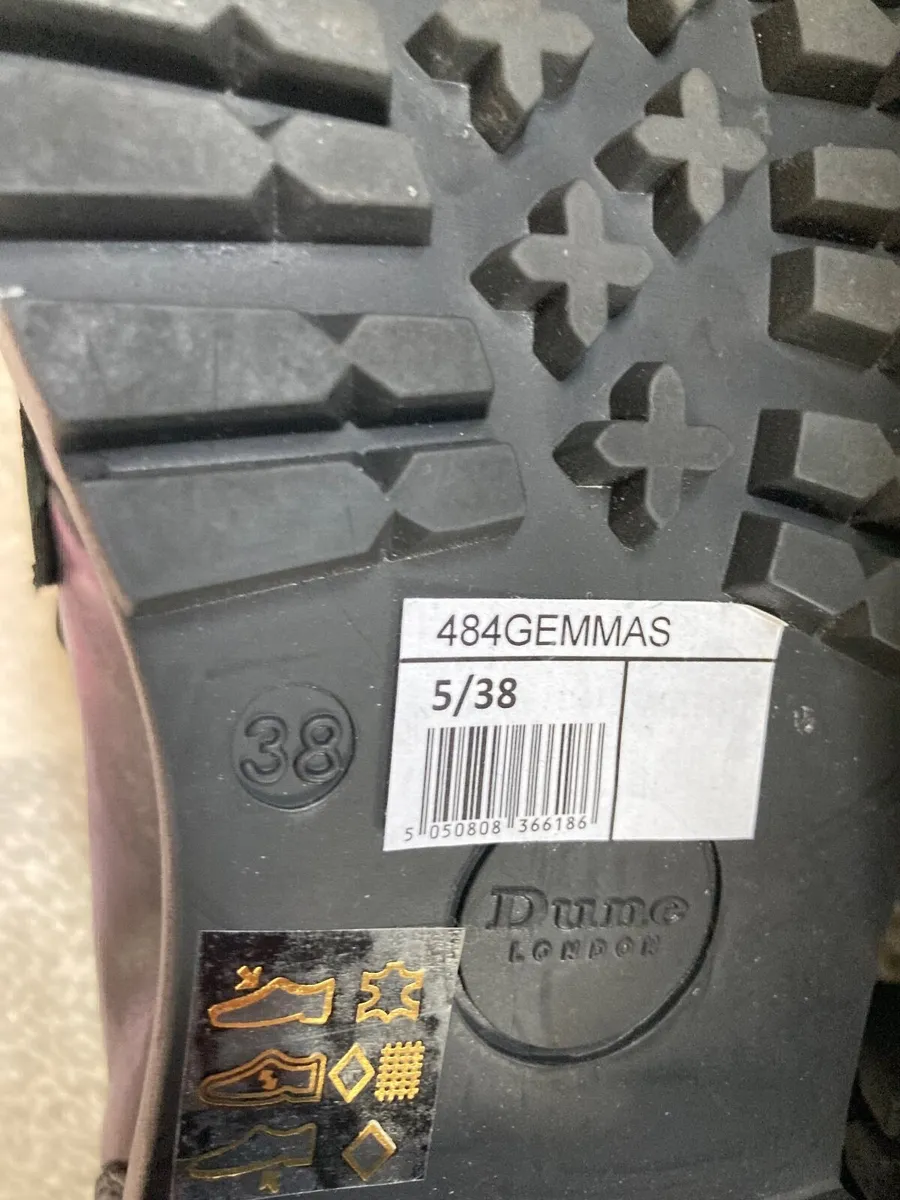 484GEMMAS
5/38
38
5 050808 366186
Dune
LONDON